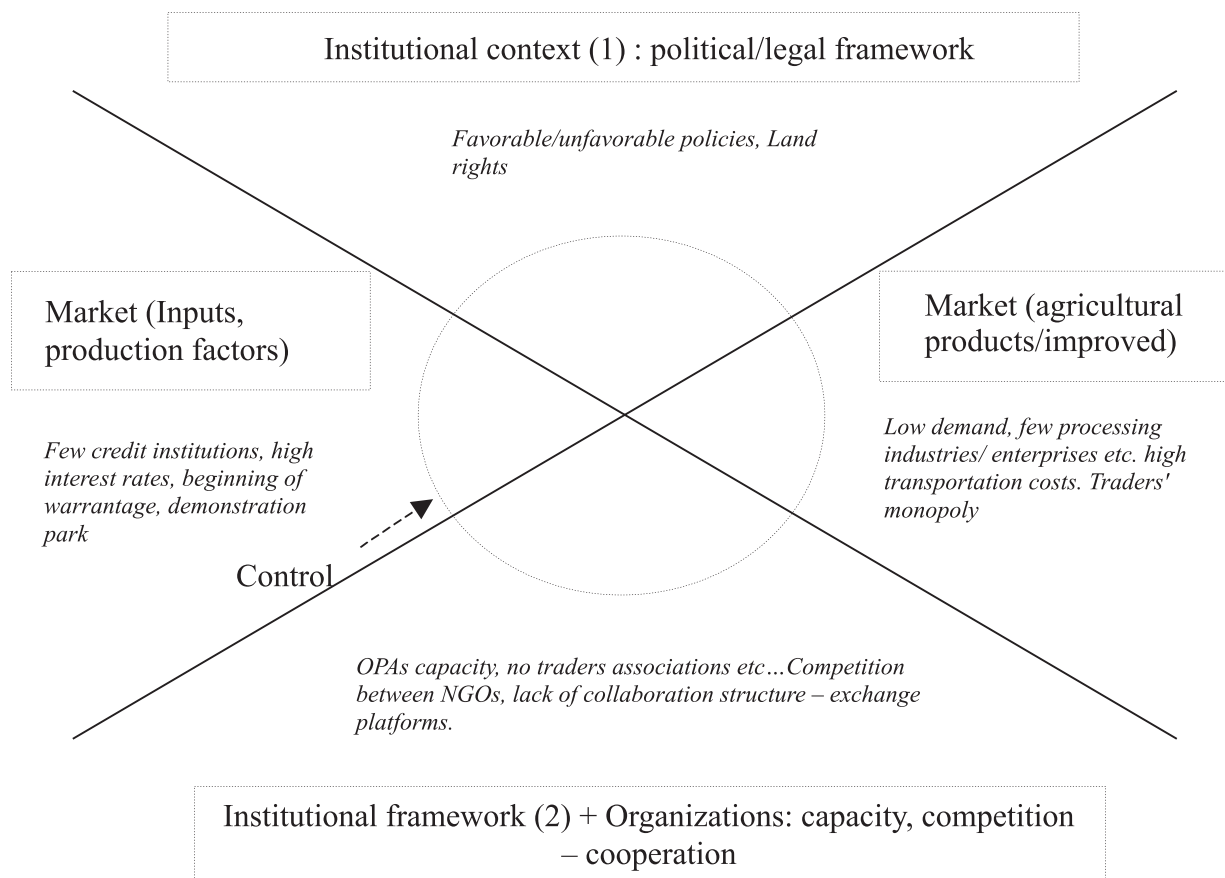 Institutional context (1) : political/legal framework
Favorable/unfavorable policies, Land
rights
Market (Inputs,
production factors)
Market (agricultural
products/improved)
Few credit institutions, high
interest rates, beginning of
warrantage, demonstration
park
Low demand, few processing
industries/ enterprises etc. high
transportation costs. Traders'
monopoly
Control
OPAs capacity, no traders associations etc…Competition
between NGOs, lack of collaboration structure – exchange
platforms.
Institutional framework (2) + Organizations: capacity, competition
– cooperation